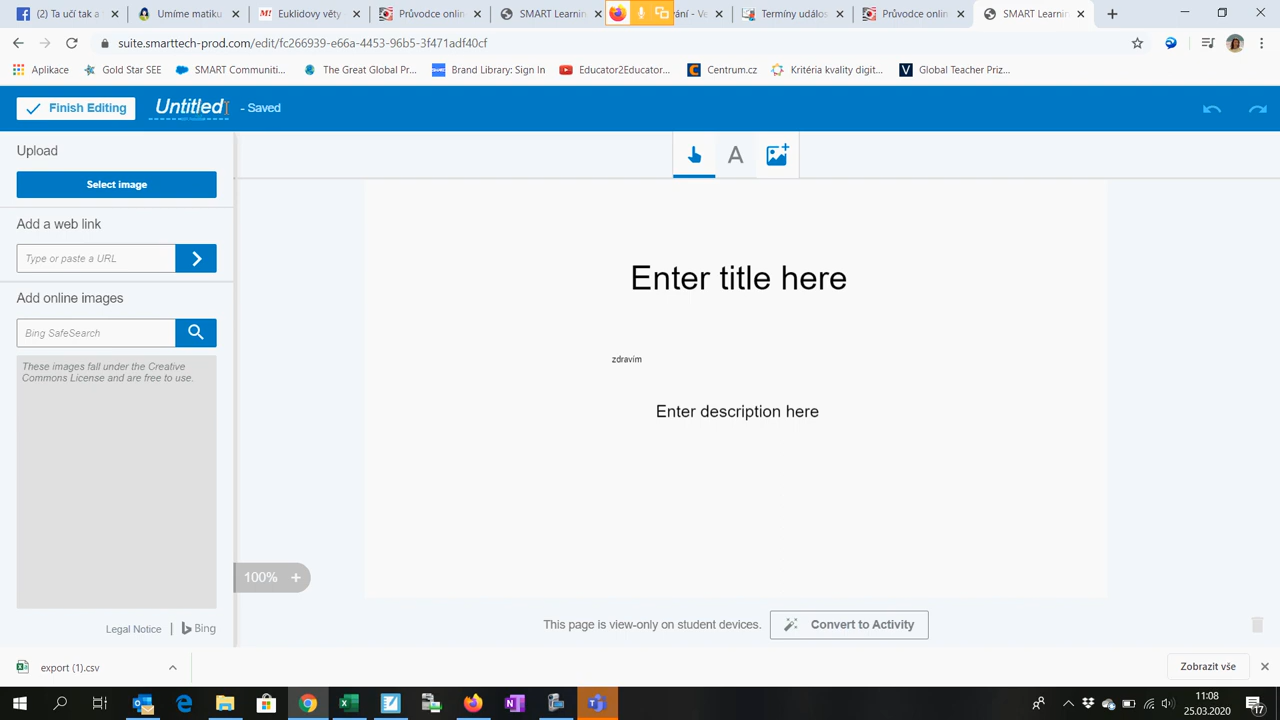 (2) Ta učí tak a
Umíme matiku
M! Euklidovy vět
Průvodce onlin
SMART Learnin
ání - Ve
Termíny událos
Průvodce onlin
SMART Learnin
suite.smarttech-prod.com/edit/fc266939-e66a-4453-96b5-3f471adf40cf
Aplikace
Gold Star SEE
SMART Communiti...
The Great Global Pr...
Brand Library: Sign In
Educator2Educator...
Centrum.cz
Kritéria kvality digit...
Global Teacher Priz...
Finish Editing
Untitled
- Saved
Upload
Select image
Add a web link
Type or paste a URL
Add online images
Bing SafeSearch
These images fall under the Creative
Commons License and are free to use.
A
Enter title here
zdravím
Enter description here
100% +
Legal Notice | Bing
This page is view-only on student devices.
Convert to Activity
export (1).csv
Zobrazit vše
11:08
25.03.2020
17